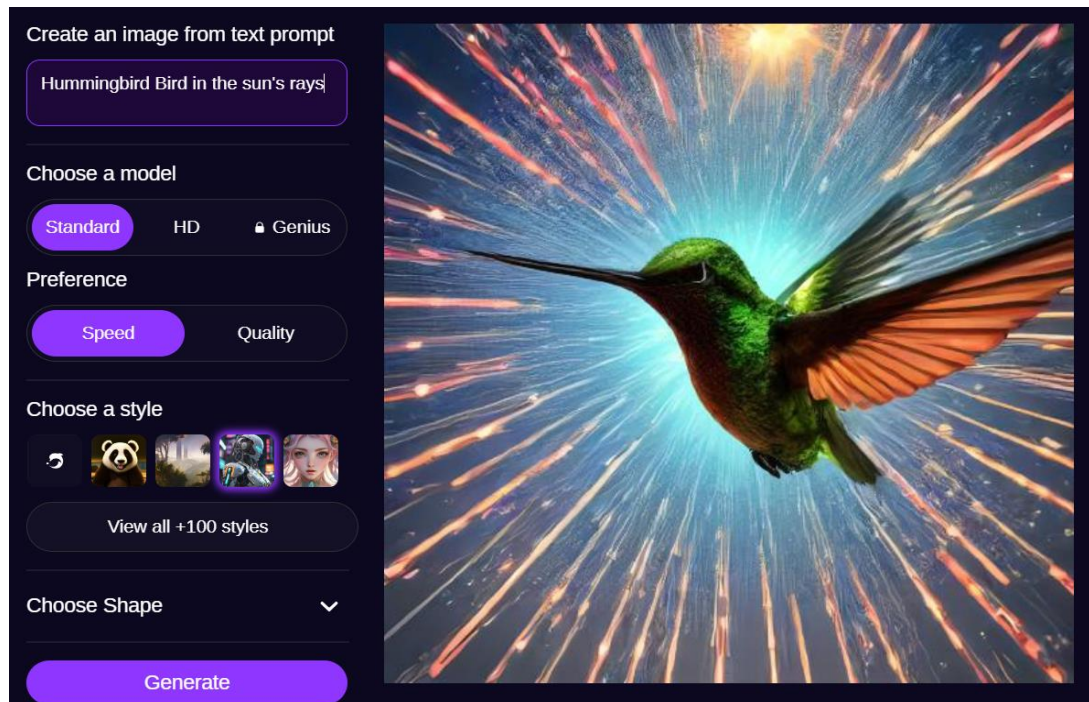 Create an image from text prompt
Hummingbird Bird in the sun's rays
Choose a model
Standard HD Genius
Preference
Speed Quality
Choose a style
View all +100 styles
Choose Shape
Generate